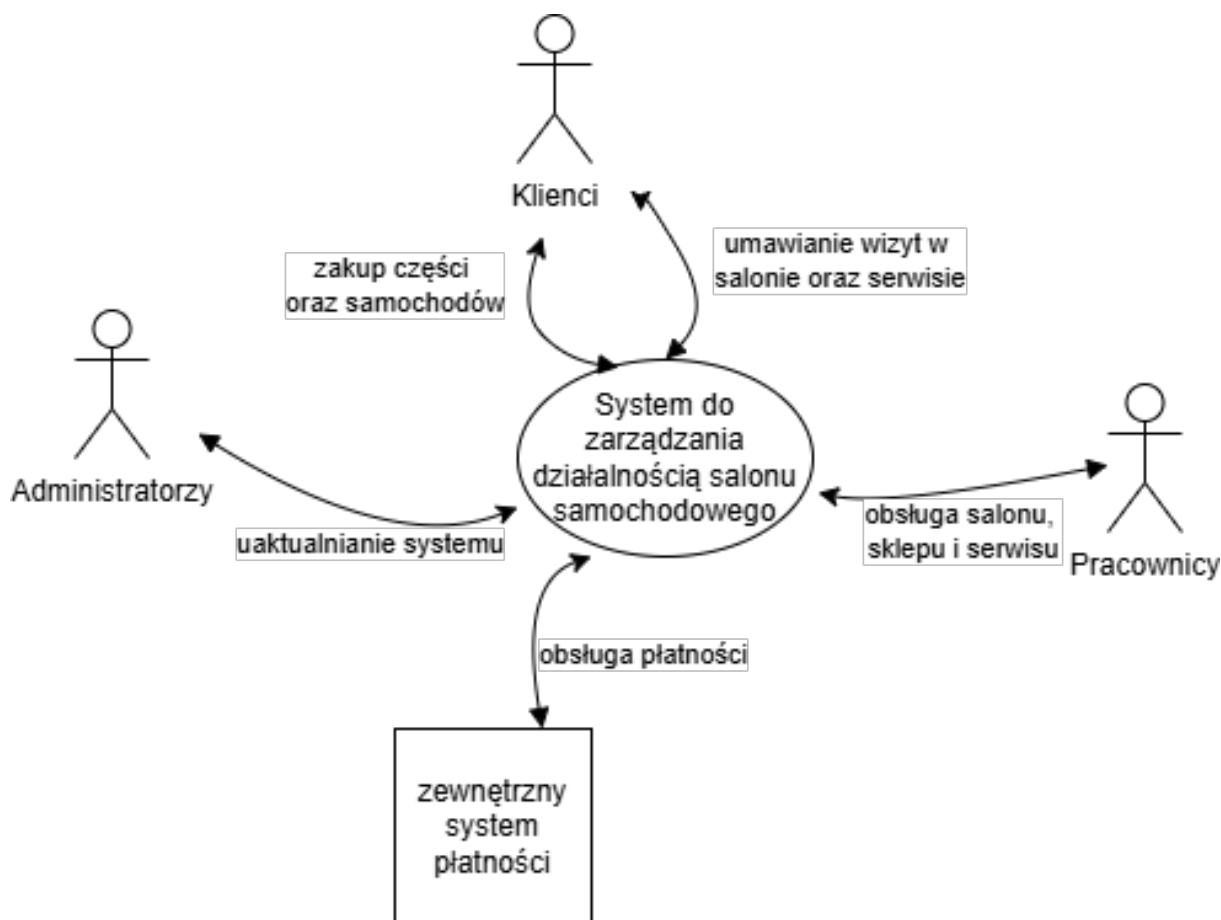 Klienci
zakup części
oraz samochodów
umawianie wizyt w
salonie oraz serwisie
Administratorzy
uaktualnianie systemu
System do
zarządzania
działalnością salonu
samochodowego
obsługa salonu,
sklepu i serwisu
Pracownicy
obsługa płatności
zewnętrzny
system
płatności